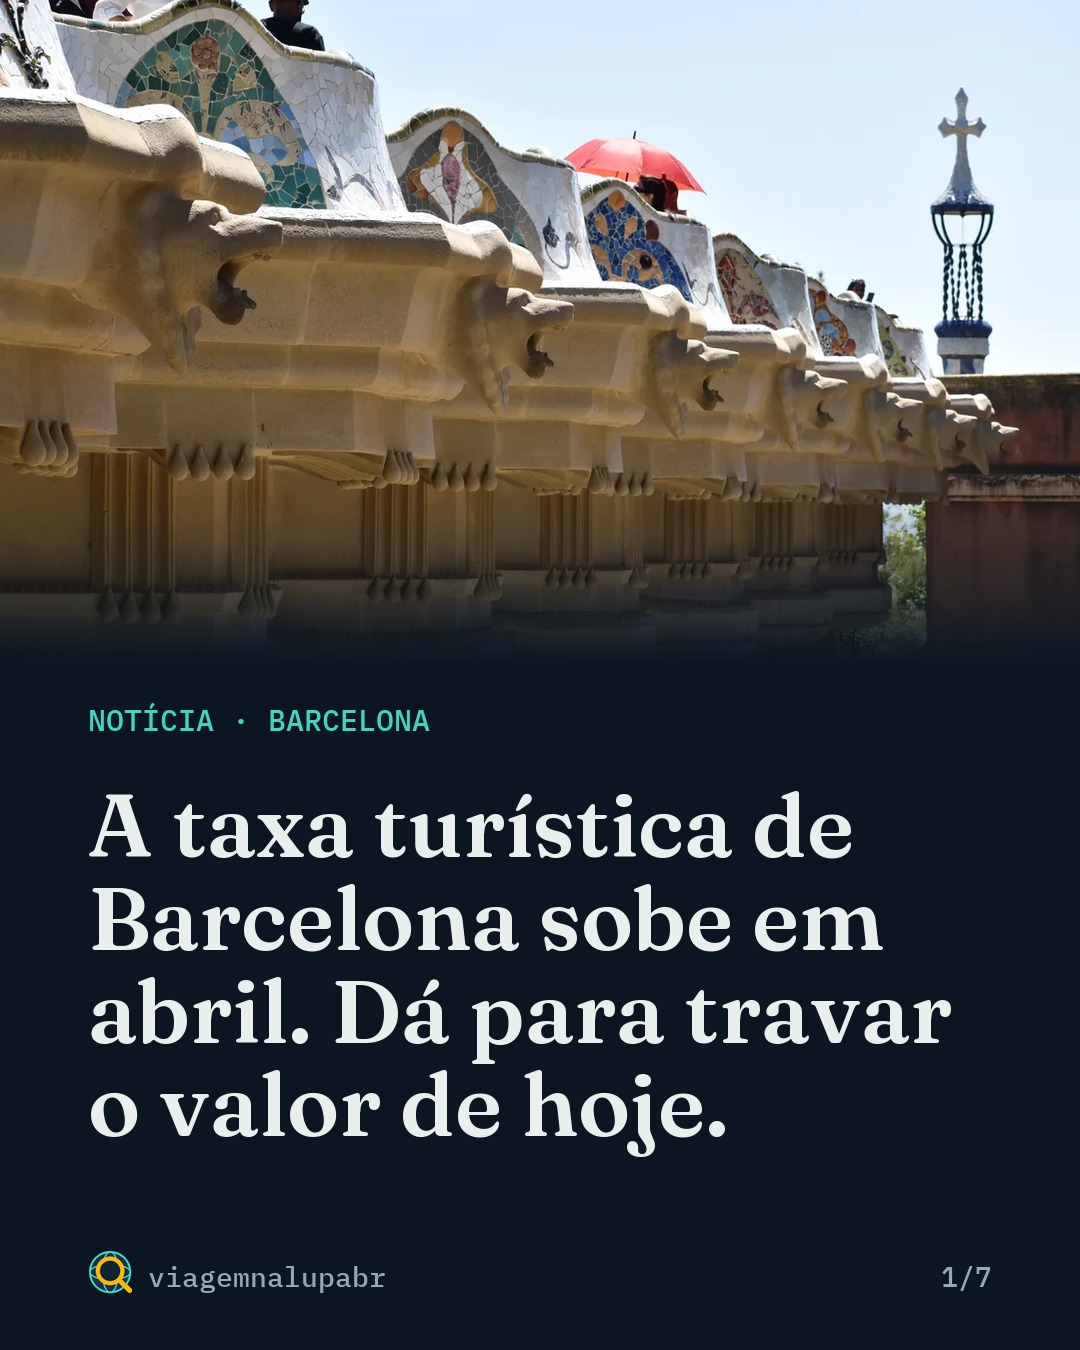 NOTÍCIA · BARCELONA
A taxa turística de
Barcelona sobe em
abril. Dá para travar
o valor de hoje.
viagemnalupabr
1/7